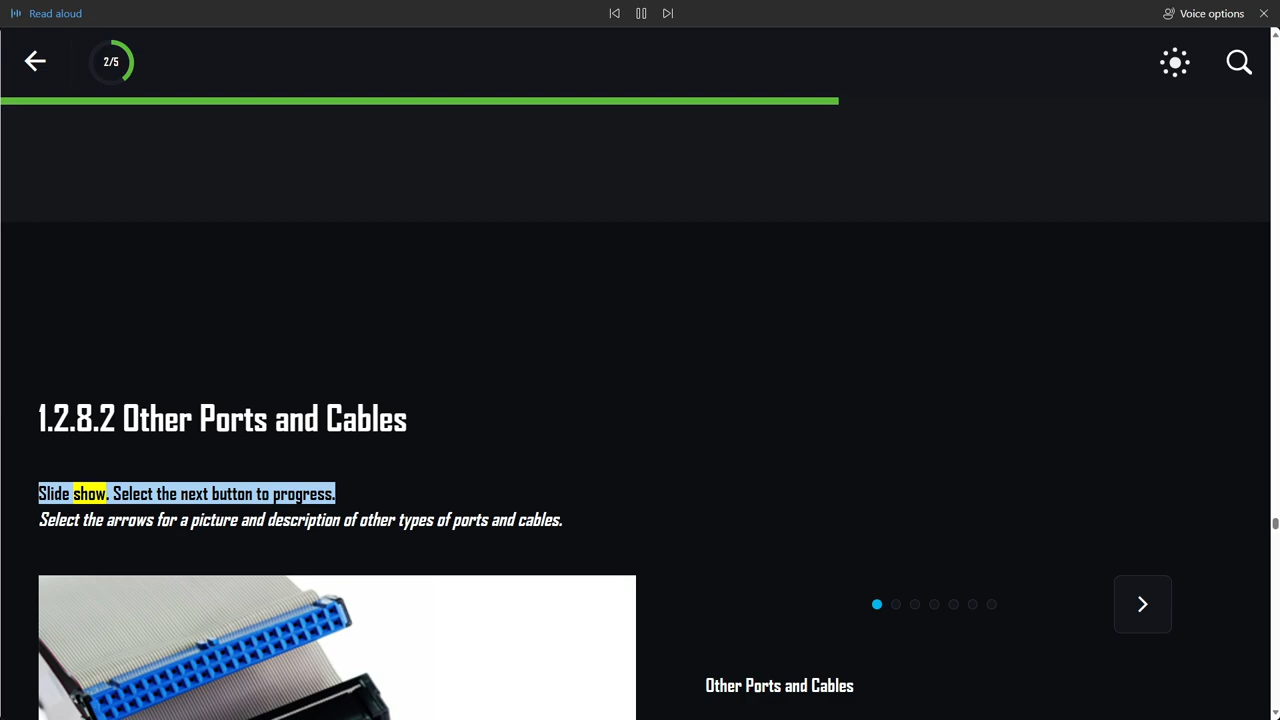 Read aloud
Voice options
2/5
1.2.8.2 Other Ports and Cables
Slide show. Select the next button to progress.
Select the arrows for a picture and description of other types of ports and cables.
Other Ports and Cables